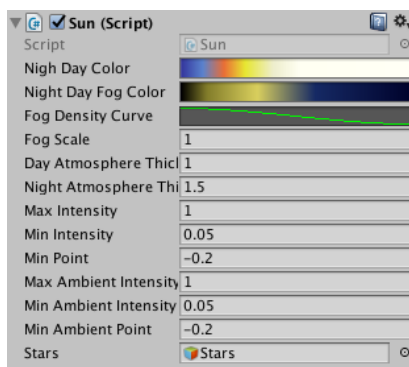 Sun (Script)
Script Sun
Nigh Day Color
Night Day Fog Color
Fog Density Curve
Fog Scale 1
Day Atmosphere Thicl 1
Night Atmosphere Thi 1.5
Max Intensity 1
Min Intensity 0.05
Min Point -0.2
Max Ambient Intensity 1
Min Ambient Intensity 0.05
Min Ambient Point -0.2
Stars Stars